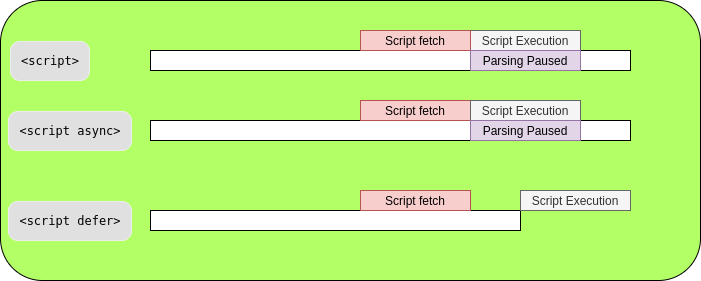 Script fetch Script Execution
<script> Parsing Paused
Script fetch Script Execution
<script async> Parsing Paused
Script fetch Script Execution
<script defer>